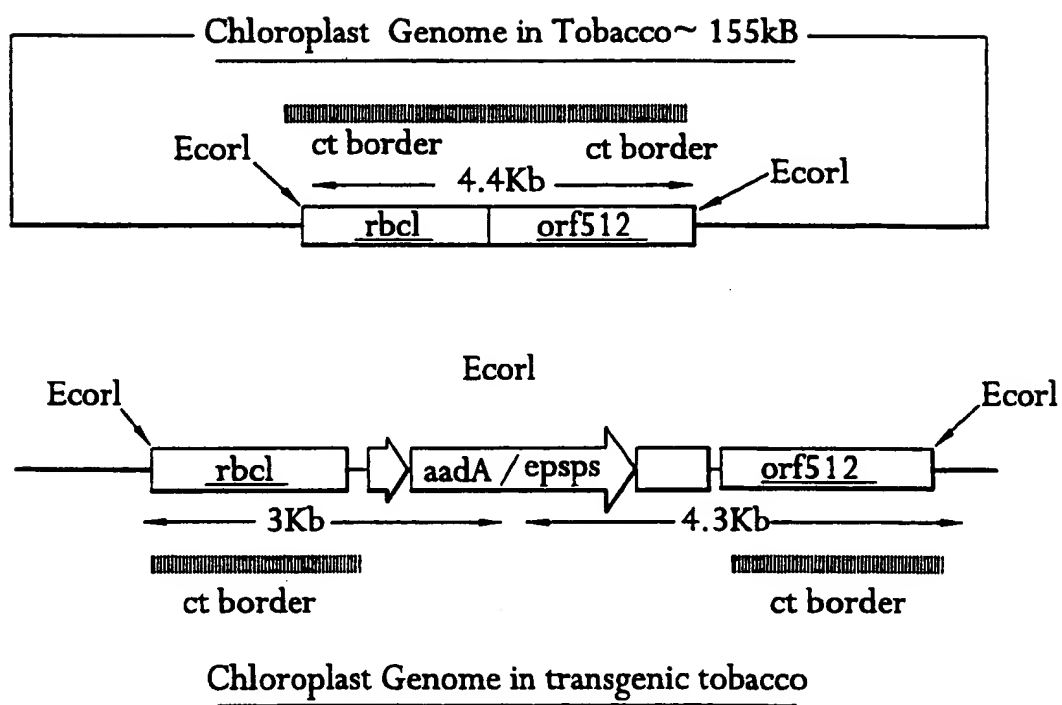 Chloroplast Genome in Tobacco~ 155kB
ct border
ct border
Ecorl
Ecorl
4.4Kb
rbcl
orf512
Ecorl
Ecorl
Ecorl
rbcl
aadA / epsps
orf512
3Kb
4.3Kb
ct border
ct border
Chloroplast Genome in transgenic tobacco